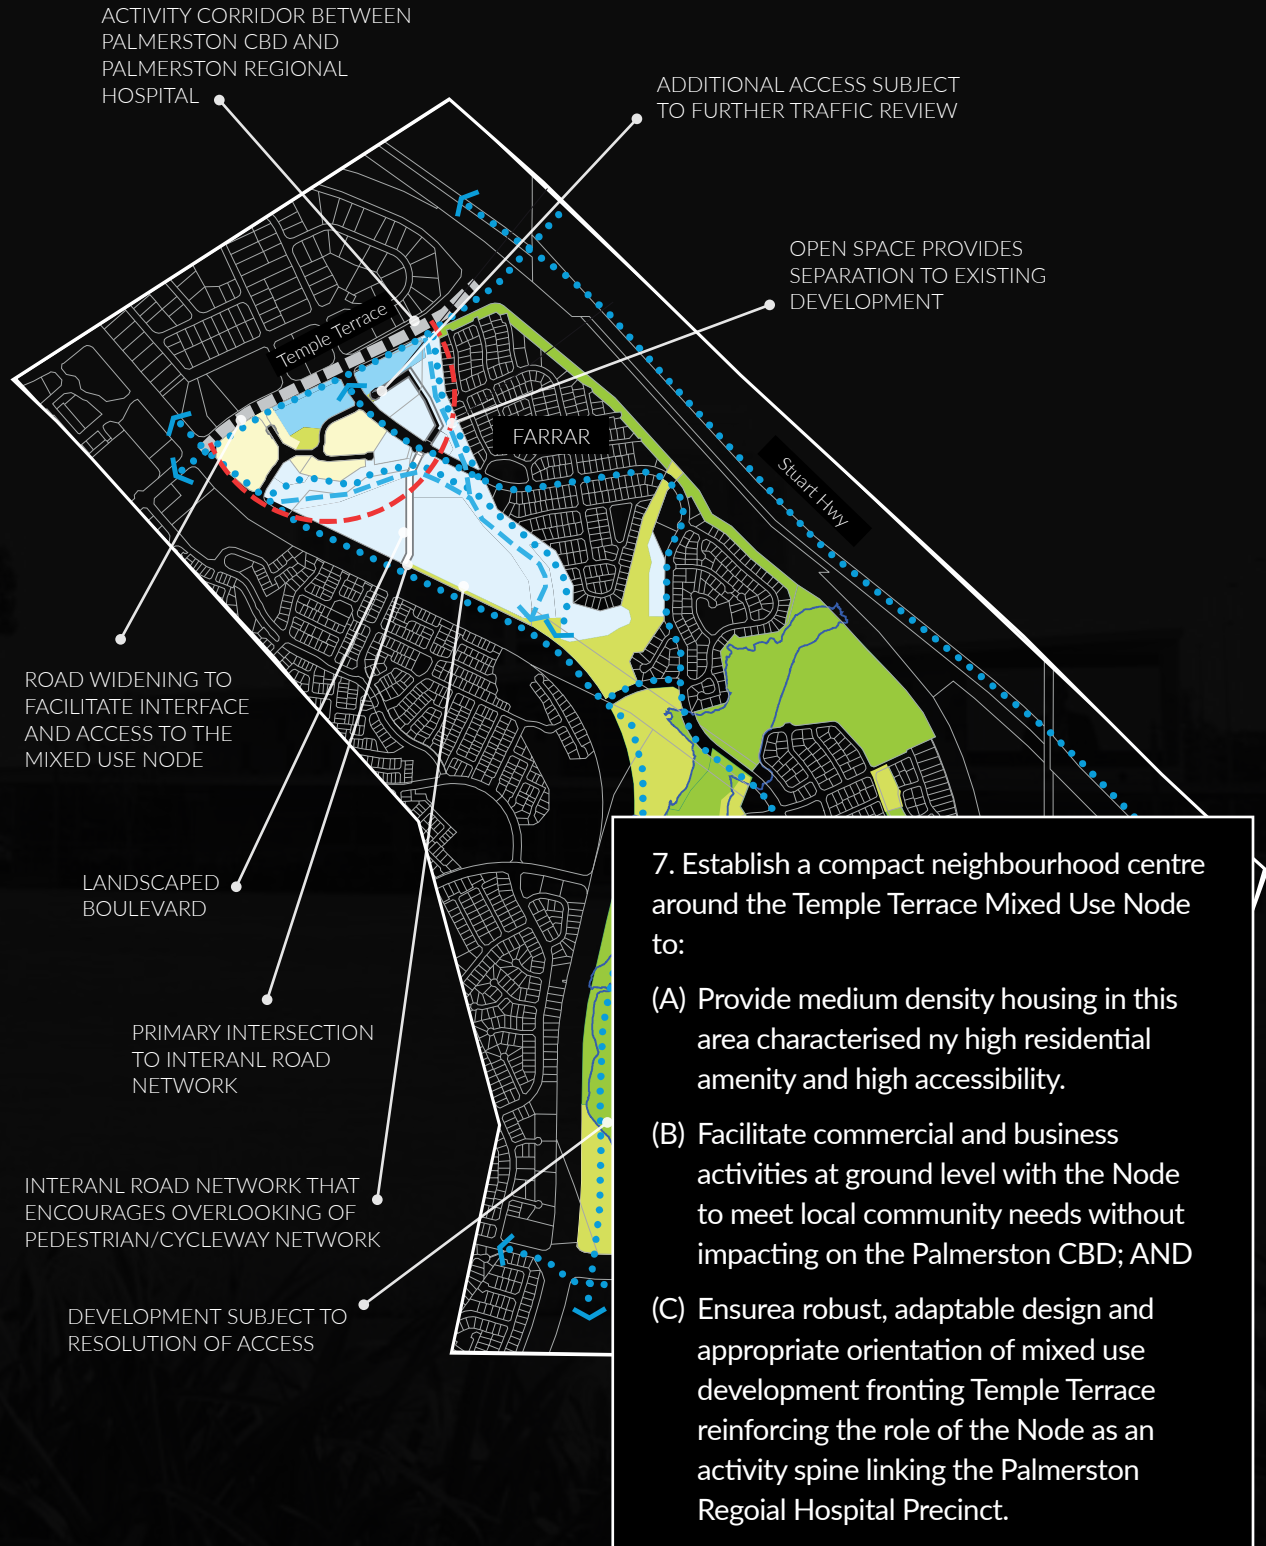 ACTIVITY CORRIDOR BETWEEN
PALMERSTON CBD AND
PALMERSTON REGIONAL
HOSPITAL
ADDITIONAL ACCESS SUBJECT
TO FURTHER TRAFFIC REVIEW
OPEN SPACE PROVIDES
SEPARATION TO EXISTING
DEVELOPMENT
Temple Terrace
FARRAR
Stuart Hwy
ROAD WIDENING TO
FACILITATE INTERFACE
AND ACCESS TO THE
MIXED USE NODE
LANDSCAPED
BOULEVARD
PRIMARY INTERSECTION
TO INTERANL ROAD
NETWORK
INTERANL ROAD NETWORK THAT
ENCOURAGES OVERLOOKING OF
PEDESTRIAN/CYCLEWAY NETWORK
DEVELOPMENT SUBJECT TO
RESOLUTION OF ACCESS
7. Establish a compact neighbourhood centre
around the Temple Terrace Mixed Use Node
to:
(A) Provide medium density housing in this
area characterised ny high residential
amenity and high accessibility.
(B) Facilitate commercial and business
activities at ground level with the Node
to meet local community needs without
impacting on the Palmerston CBD; AND
(C) Ensurea robust, adaptable design and
appropriate orientation of mixed use
development fronting Temple Terrace
reinforcing the role of the Node as an
activity spine linking the Palmerston
Regoial Hospital Precinct.